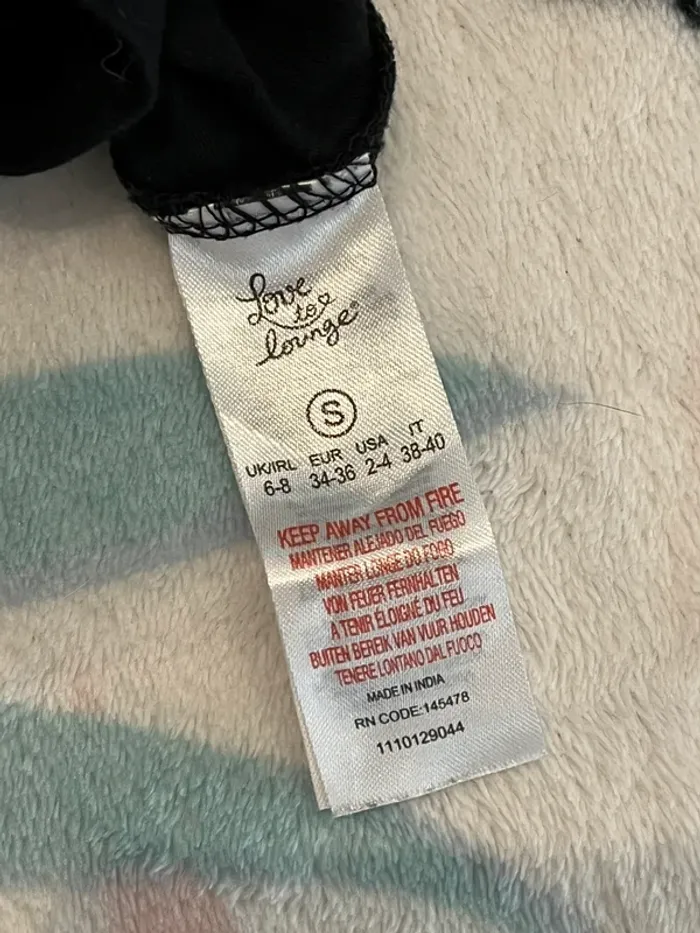 Love
to
lounge®
S
UK/IRL EUR USA IT
6-8 34-36 2-4 38-40
KEEP AWAY FROM FIRE
MANTENER ALEJADO DEL FUEGO
MANTER LONGE DO FOGO
VON FEUER FERNHALTEN
A TENIR ÉLOIGNÉ DU FEU
BUITEN BEREIK VAN VUUR HOUDEN
TENERE LONTANO DAL FUOCO
MADE IN INDIA
RN CODE:145478
1110129044